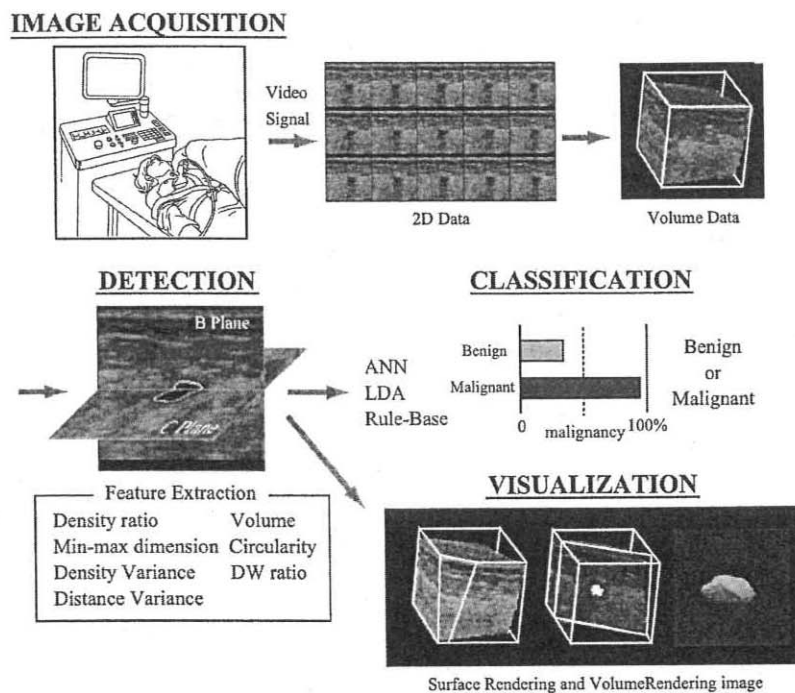 IMAGE ACQUISITION
Video
Signal
2D Data
Volume Data
DETECTION
B Plane
C Plane
Feature Extraction
Density ratio Volume
Min-max dimension Circularity
Density Variance DW ratio
Distance Variance
CLASSIFICATION
ANN
LDA
Rule-Base
Benign
Malignant
0 malignancy 100%
Benign
or
Malignant
VISUALIZATION
Surface Rendering and VolumeRendering image